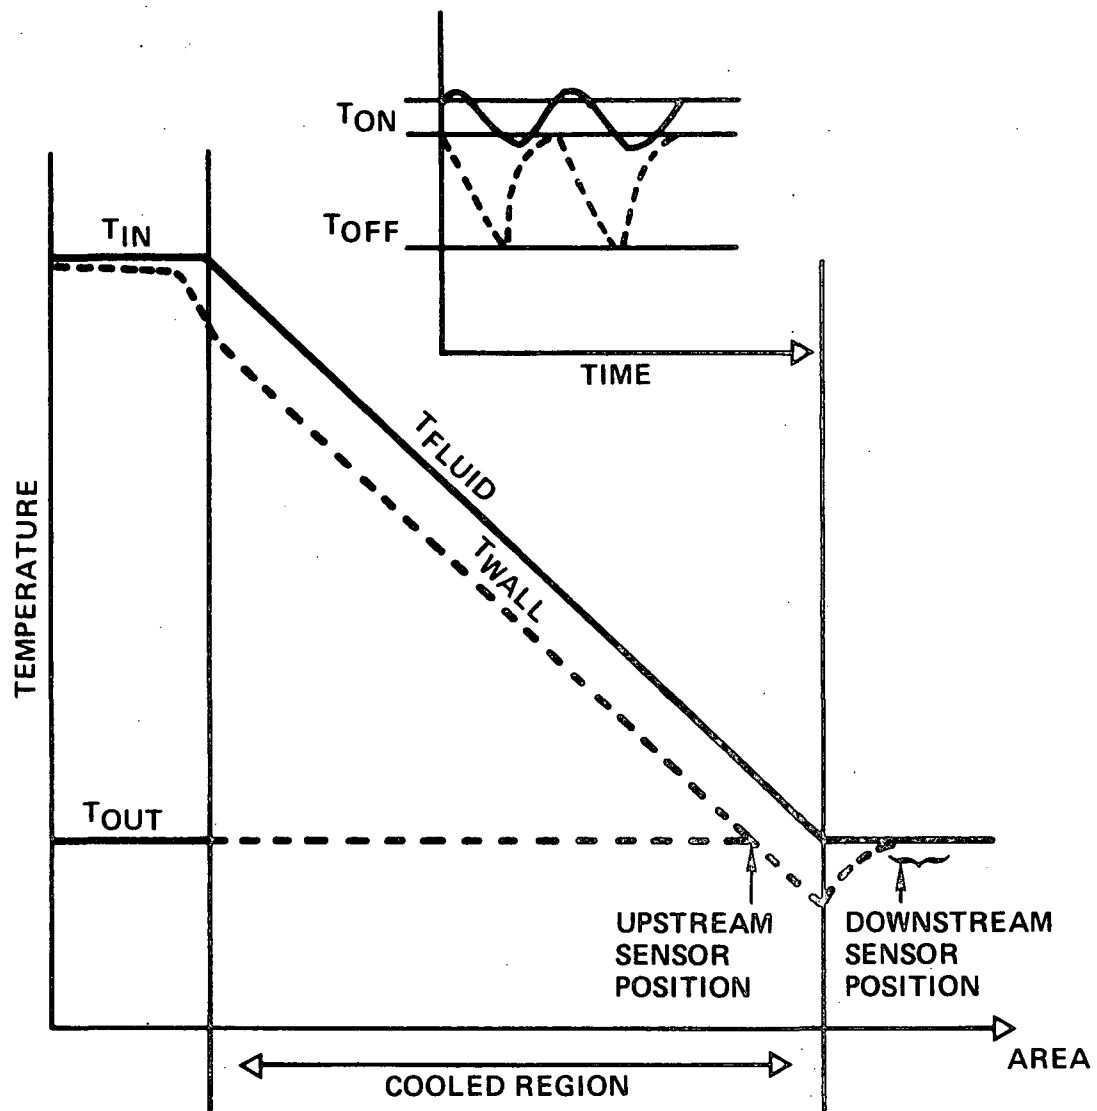 TON
TOFF
TIME
TIN
TFLUID
TWALL
TEMPERATURE
TOUT
UPSTREAM
SENSOR
POSITION
DOWNSTREAM
SENSOR
POSITION
AREA
COOLED REGION